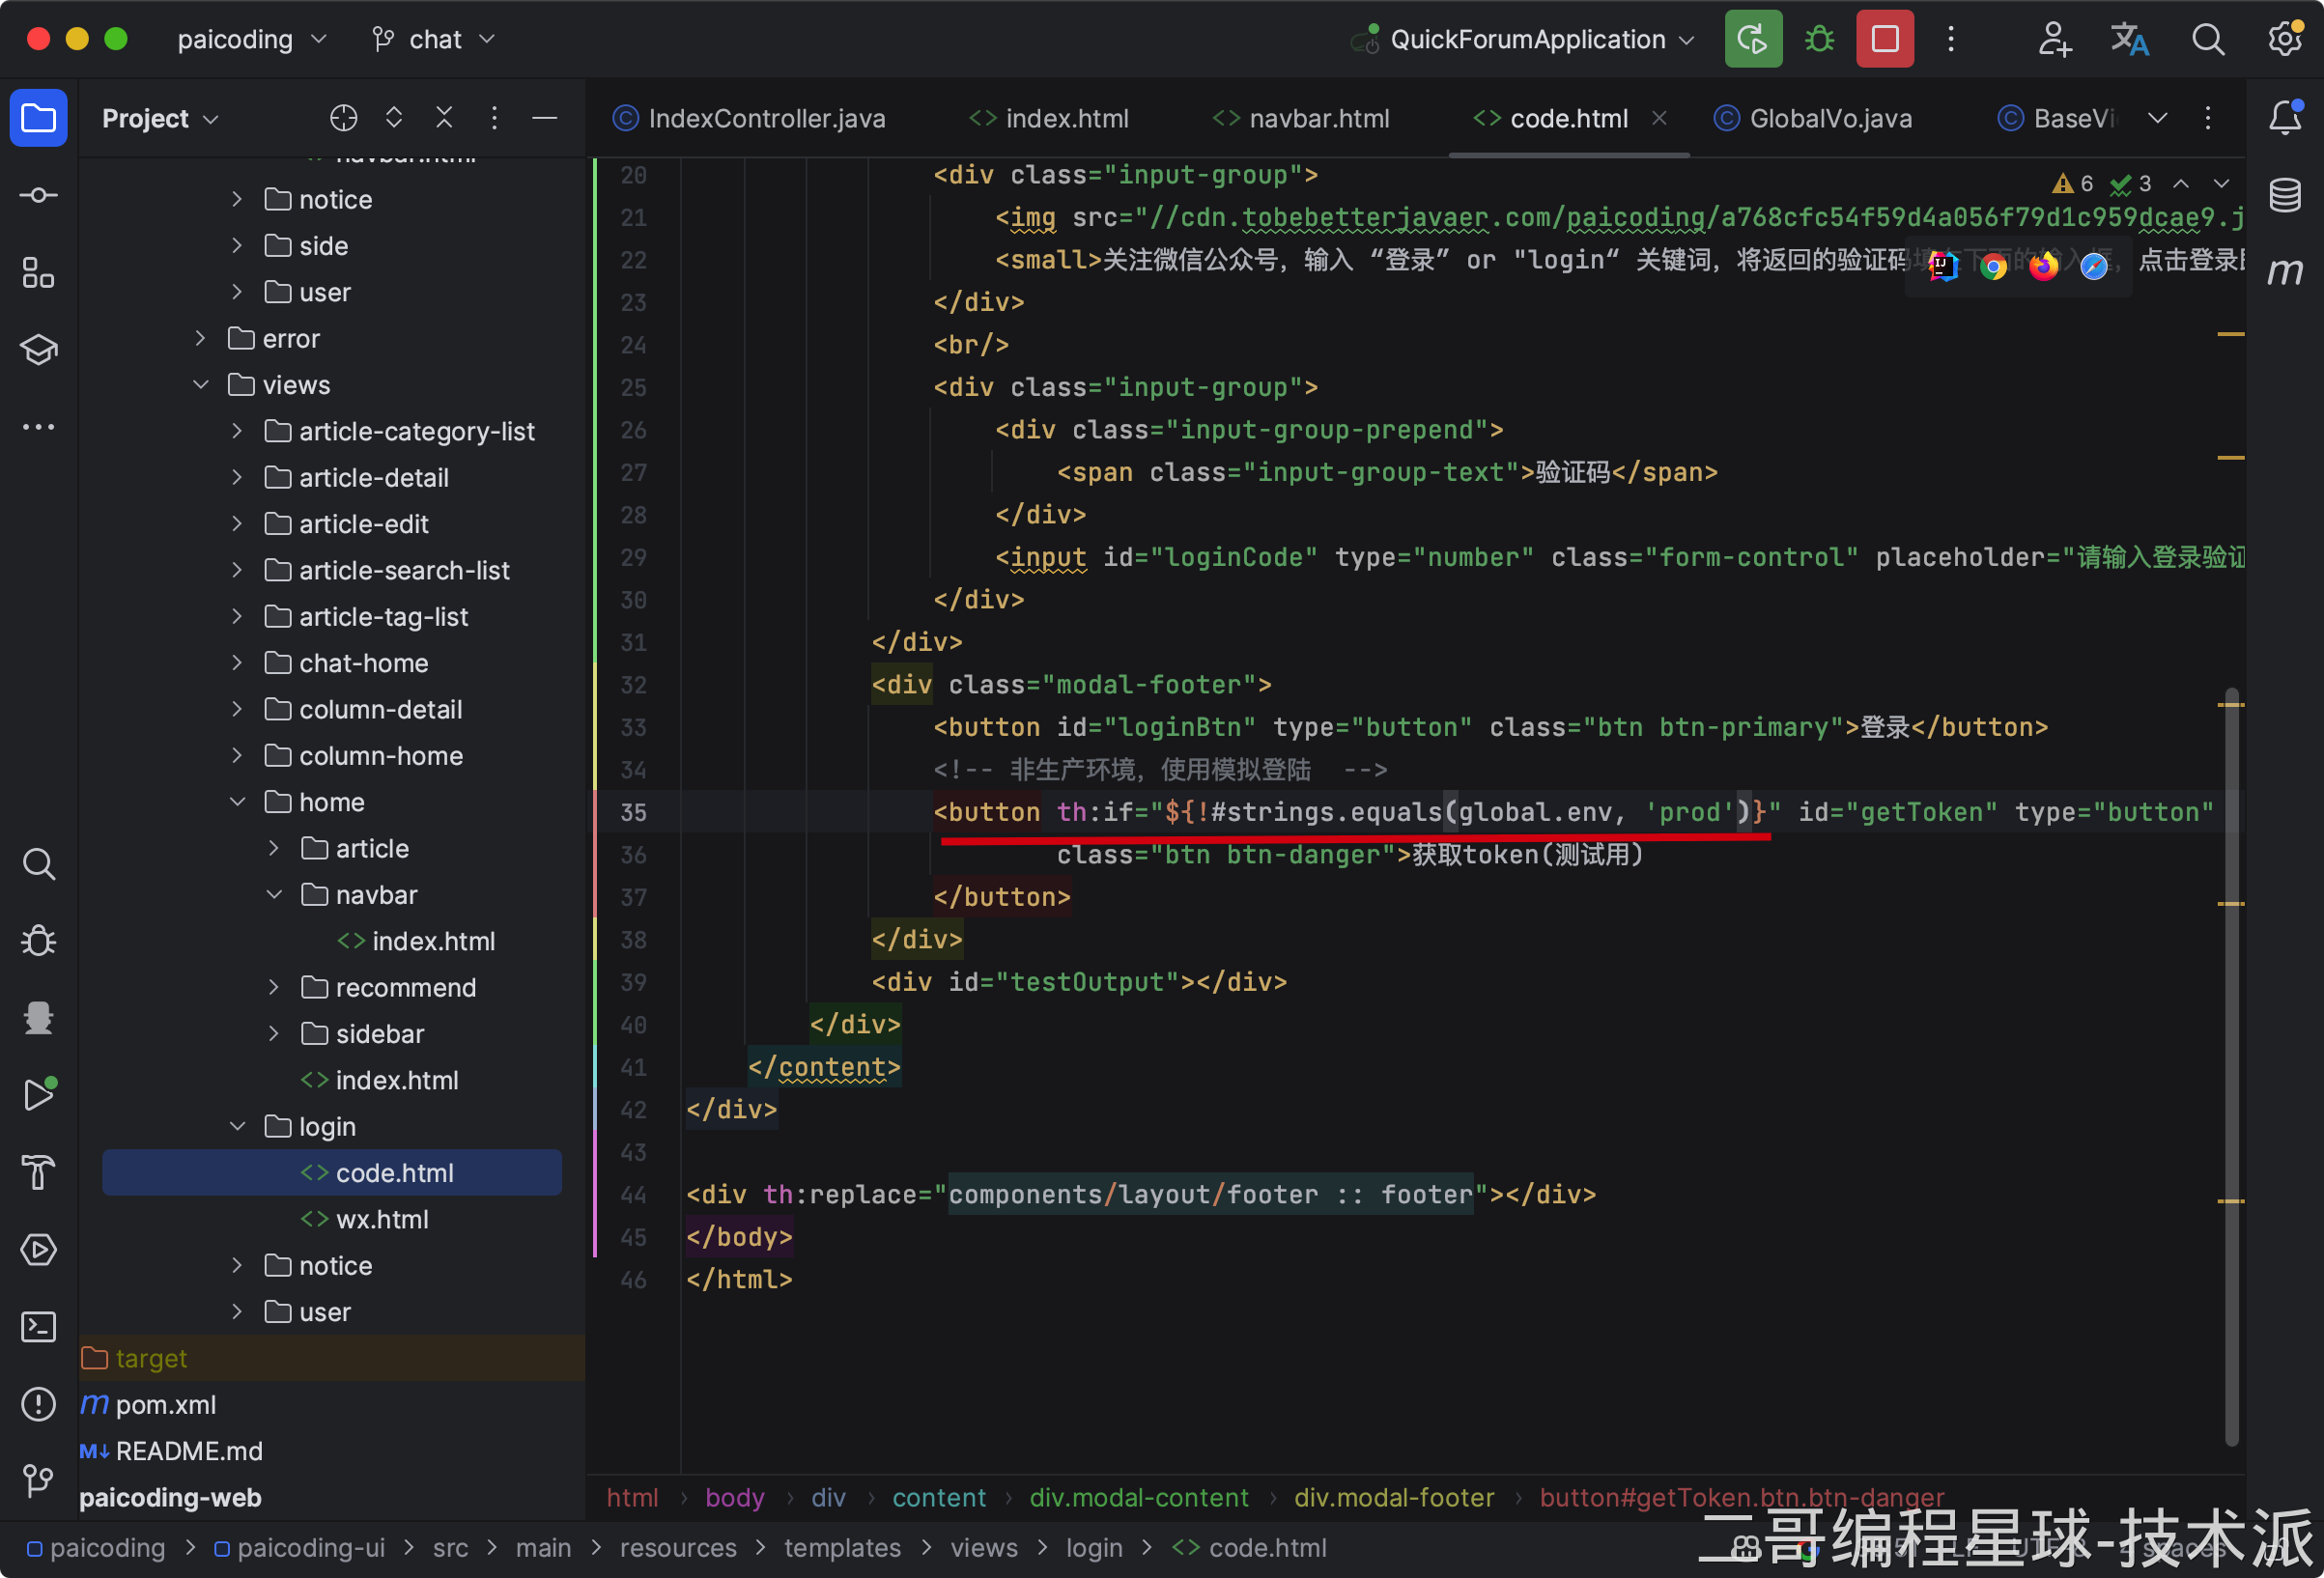 paicoding chat QuickForumApplication
Project
IndexController.java index.html navbar.html code.html GlobalVo.java BaseVi
navbar.html
notice
side
user
error
views
article-category-list
article-detail
article-edit
article-search-list
article-tag-list
chat-home
column-detail
column-home
home
article
navbar
index.html
recommend
sidebar
index.html
login
code.html
wx.html
notice
user
target
pom.xml
README.md
paicoding-web
6 3
20 <div class="input-group">
21 <img src="//cdn.tobebetterjavaer.com/paicoding/a768cfc54f59d4a056f79d1c959dcae9.j
22 <small>关注微信公众号，输入 “登录” or "login“ 关键词，将返回的验证码填在下面的输入框，点击登录
23 </div>
24 <br/>
25 <div class="input-group">
26 <div class="input-group-prepend">
27 <span class="input-group-text">验证码</span>
28 </div>
29 <input id="loginCode" type="number" class="form-control" placeholder="请输入登录验证
30 </div>
31 </div>
32 <div class="modal-footer">
33 <button id="loginBtn" type="button" class="btn btn-primary">登录</button>
34 <!-- 非生产环境，使用模拟登陆 -->
35 <button th:if="${!#strings.equals(global.env, 'prod')}" id="getToken" type="button"
36 class="btn btn-danger">获取token(测试用)
37 </button>
38 </div>
39 <div id="testOutput"></div>
40 </div>
41 </content>
42 </div>
43
44 <div th:replace="components/layout/footer :: footer"></div>
45 </body>
46 </html>
html › body › div › content › div.modal-content › div.modal-footer › button#getToken.btn.btn-danger
paicoding > paicoding-ui > src > main > resources > templates > views > login > code.html
二哥编程星球-技术派